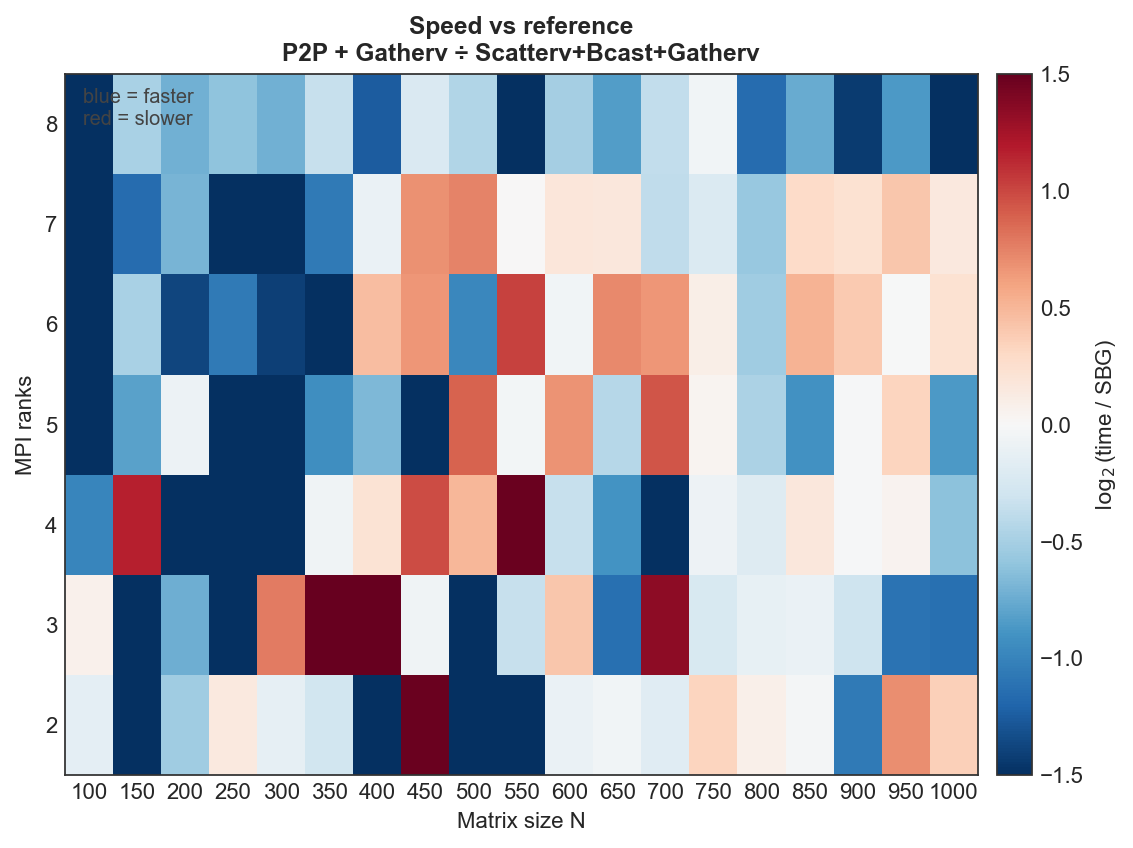 Speed vs reference
P2P + Gatherv ÷ Scatterv+Bcast+Gatherv
blue = faster
red = slower
MPI ranks
8
7
6
5
4
3
2
100 150 200 250 300 350 400 450 500 550 600 650 700 750 800 850 900 950 1000
Matrix size N
1.5
1.0
0.5
0.0
−0.5
−1.0
−1.5
log₂ (time / SBG)